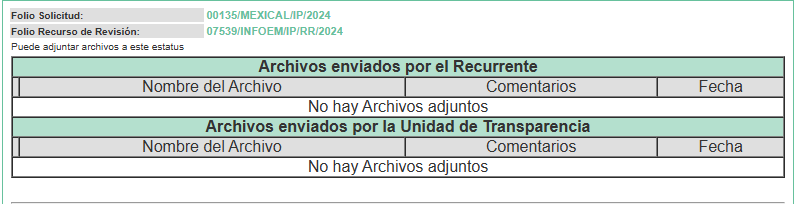 Folio Solicitud: 00135/MEXICAL/IP/2024
Folio Recurso de Revisión: 07539/INFOEM/IP/RR/2024
Puede adjuntar archivos a este estatus
Archivos enviados por el Recurrente
Nombre del Archivo Comentarios Fecha
No hay Archivos adjuntos
Archivos enviados por la Unidad de Transparencia
Nombre del Archivo Comentarios Fecha
No hay Archivos adjuntos